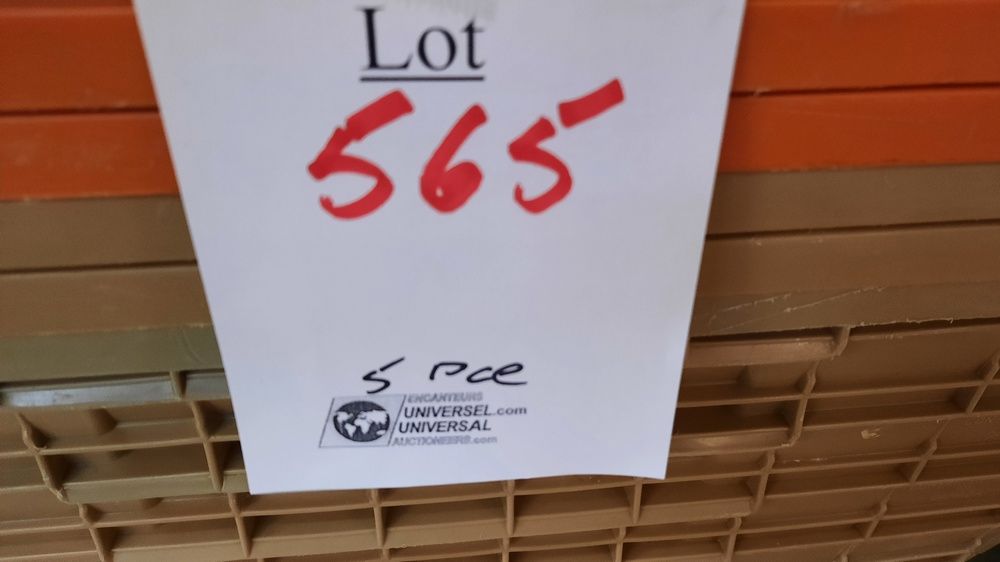 Lot
565
5 Pce
ENCANTEURS
UNIVERSEL.com
UNIVERSAL
AUCTIONEERS.com